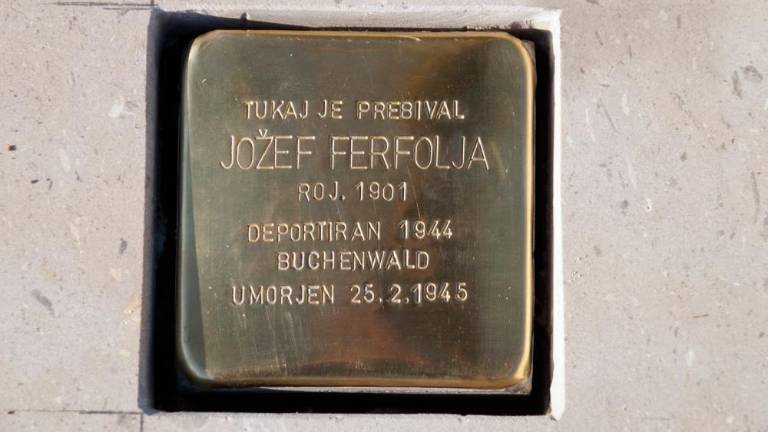 TUKAJ JE PREBIVAL
JOŽEF FERFOLJA
ROJ. 1901
DEPORTIRAN 1944
BUCHENWALD
UMORJEN 25.2.1945